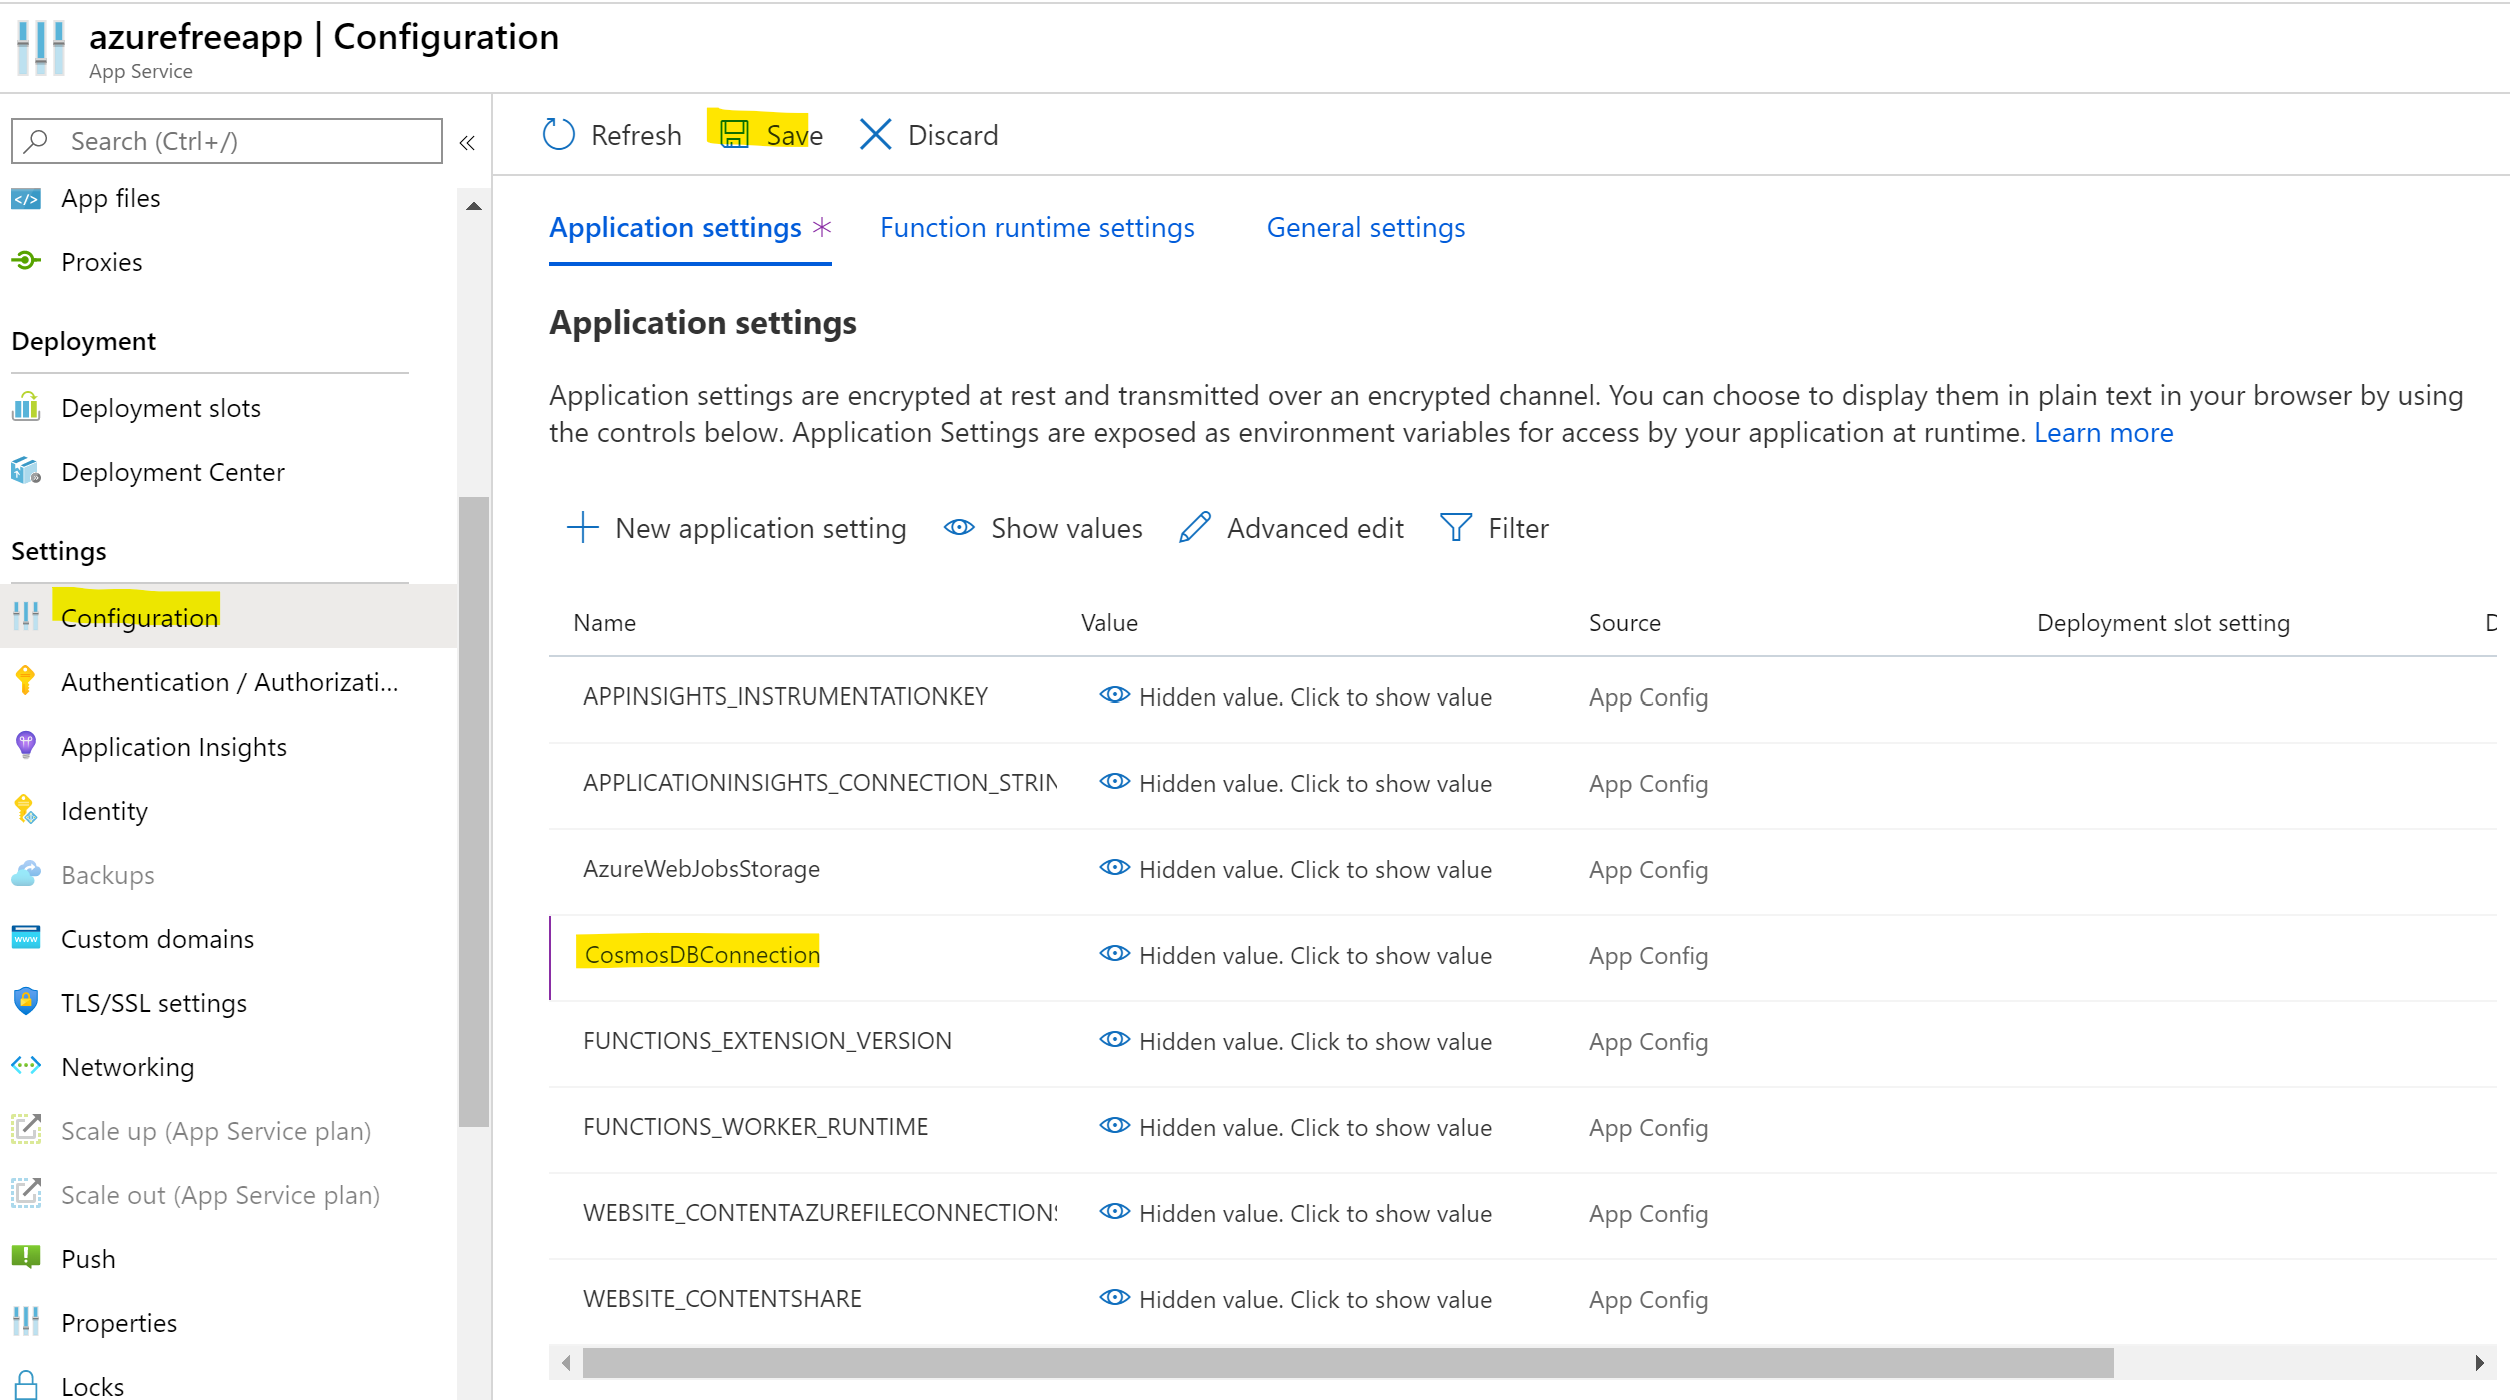 azurefreeapp | Configuration
App Service
Search (Ctrl+/)
«
App files
Proxies
Deployment
Deployment slots
Deployment Center
Settings
Configuration
Authentication / Authorizati...
Application Insights
Identity
Backups
Custom domains
TLS/SSL settings
Networking
Scale up (App Service plan)
Scale out (App Service plan)
Push
Properties
Locks
Refresh Save Discard
Application settings * Function runtime settings General settings
Application settings
Application settings are encrypted at rest and transmitted over an encrypted channel. You can choose to display them in plain text in your browser by using
the controls below. Application Settings are exposed as environment variables for access by your application at runtime. Learn more
New application setting Show values Advanced edit Filter
Name Value Source Deployment slot setting D
APPINSIGHTS_INSTRUMENTATIONKEY Hidden value. Click to show value App Config
APPLICATIONINSIGHTS_CONNECTION_STRIN Hidden value. Click to show value App Config
AzureWebJobsStorage Hidden value. Click to show value App Config
CosmosDBConnection Hidden value. Click to show value App Config
FUNCTIONS_EXTENSION_VERSION Hidden value. Click to show value App Config
FUNCTIONS_WORKER_RUNTIME Hidden value. Click to show value App Config
WEBSITE_CONTENTAZUREFILECONNECTIONS Hidden value. Click to show value App Config
WEBSITE_CONTENTSHARE Hidden value. Click to show value App Config